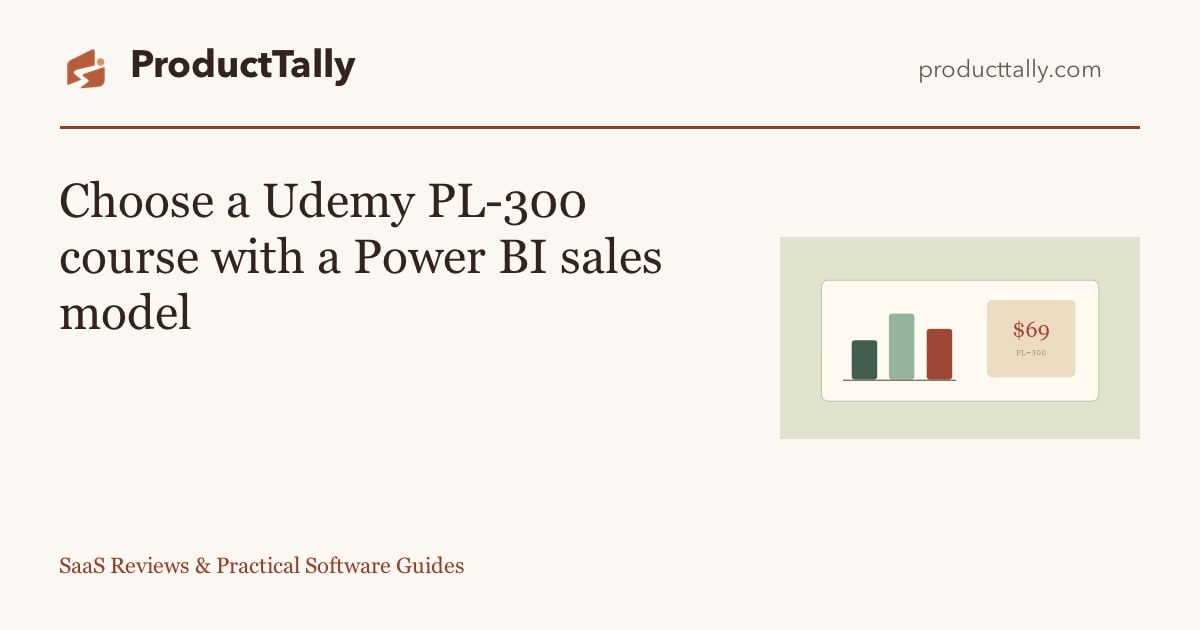 ProductTally
producttally.com
Choose a Udemy PL-300
course with a Power BI sales
model
$69
PL-300
SaaS Reviews & Practical Software Guides